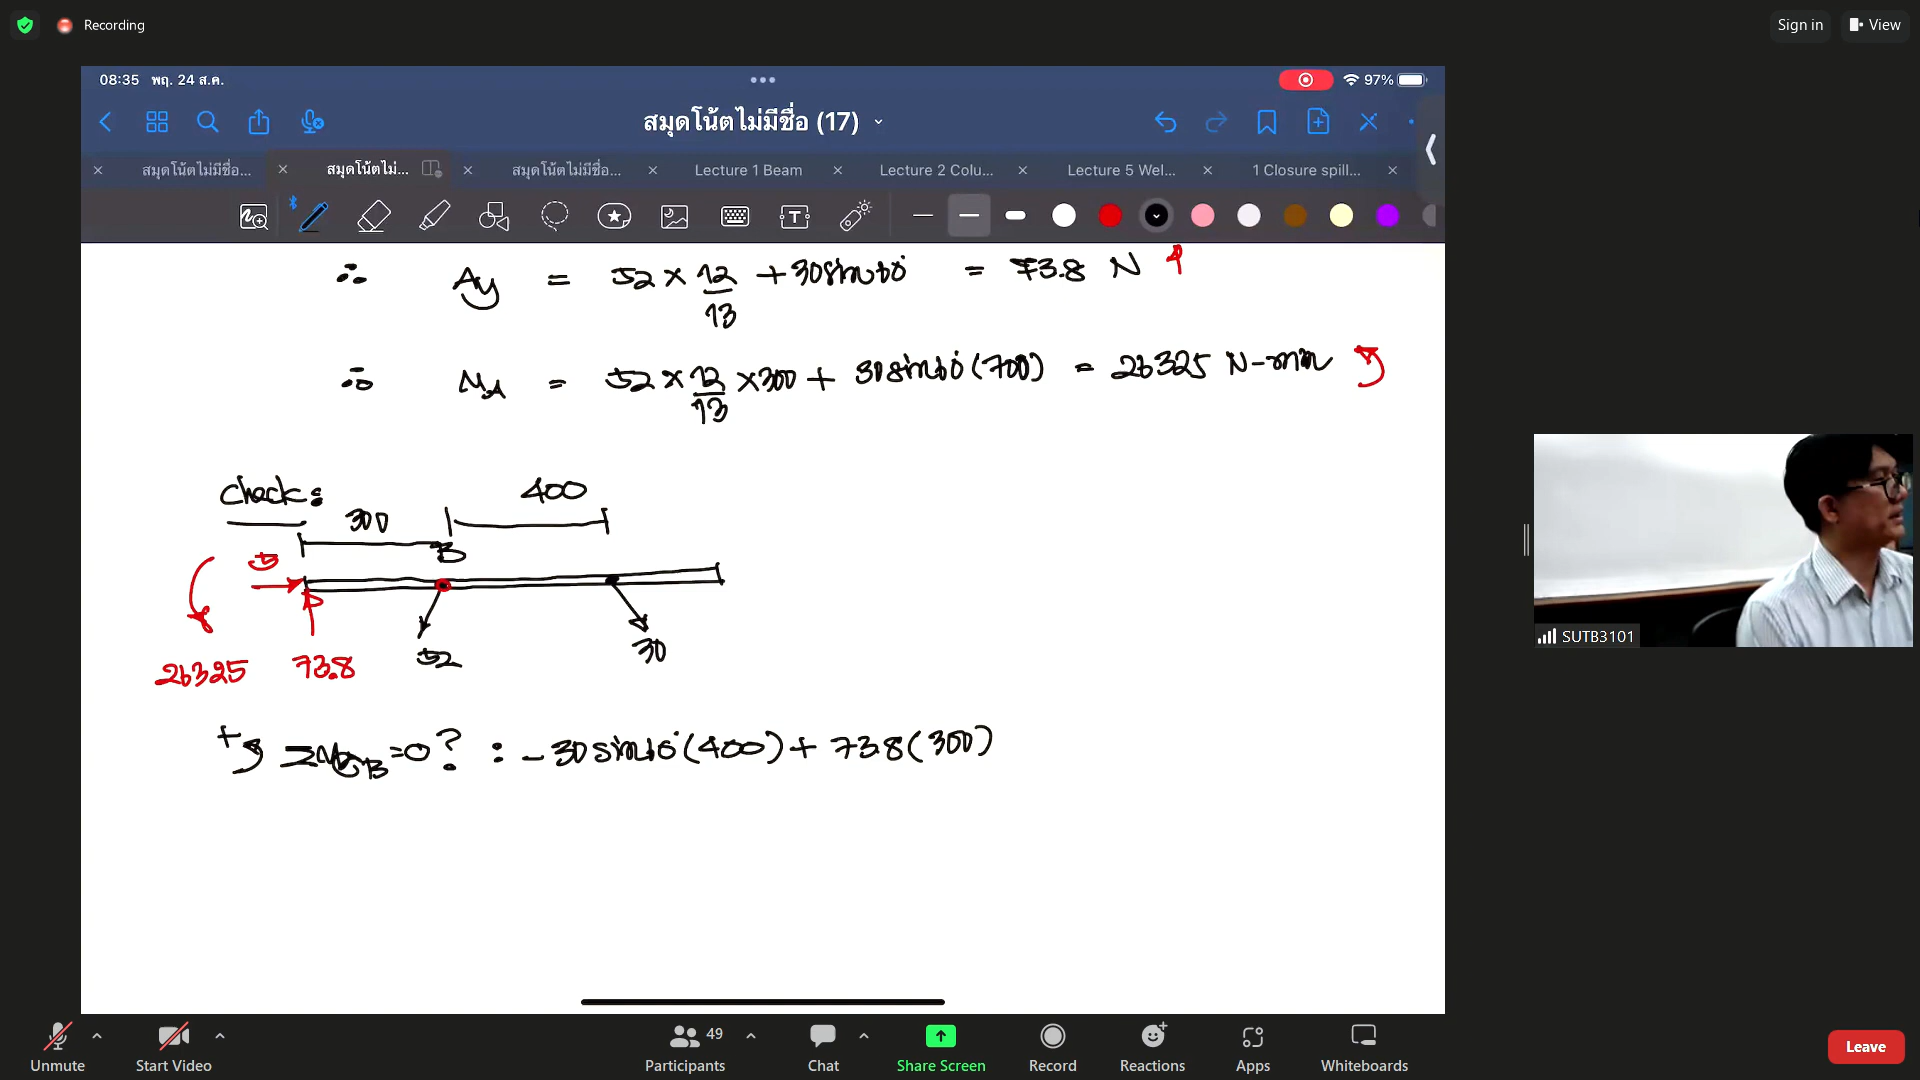 Recording
Sign in
View
08:35 พฤ. 24 ส.ค.
97%
สมุดโน้ตไม่มีชื่อ (17)
สมุดโน้ตไม่มีชื่อ...
สมุดโน้ตไม่...
สมุดโน้ตไม่มีชื่อ...
Lecture 1 Beam
Lecture 2 Colu...
Lecture 5 Wel...
1 Closure spill...
∴ Ay = 52 × 12/13 + 30sin60° = 73.8 N ↑
∴ MA = 52 × 12/13 × 300 + 30sin60°(700) = 26325 N-mm
Check:
400
300
B
5
26325
73.8
52
30
+ ΣM@B = 0? : -30sin60°(400) + 73.8(300)
SUTB3101
Unmute
Start Video
Participants
49
Chat
Share Screen
Record
Reactions
Apps
Whiteboards
Leave